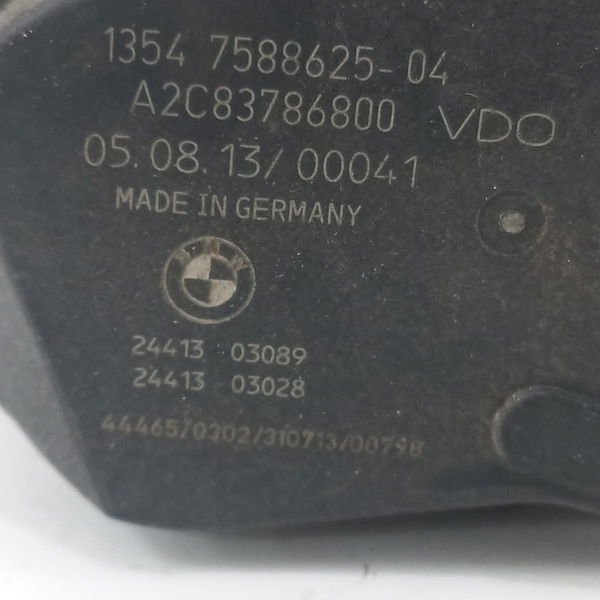 1354 7588625-04
A2C83786800 VDO
05.08.13/00041
MADE IN GERMANY
BMW
24413 03089
24413 03028
44465/0302/310713/00798